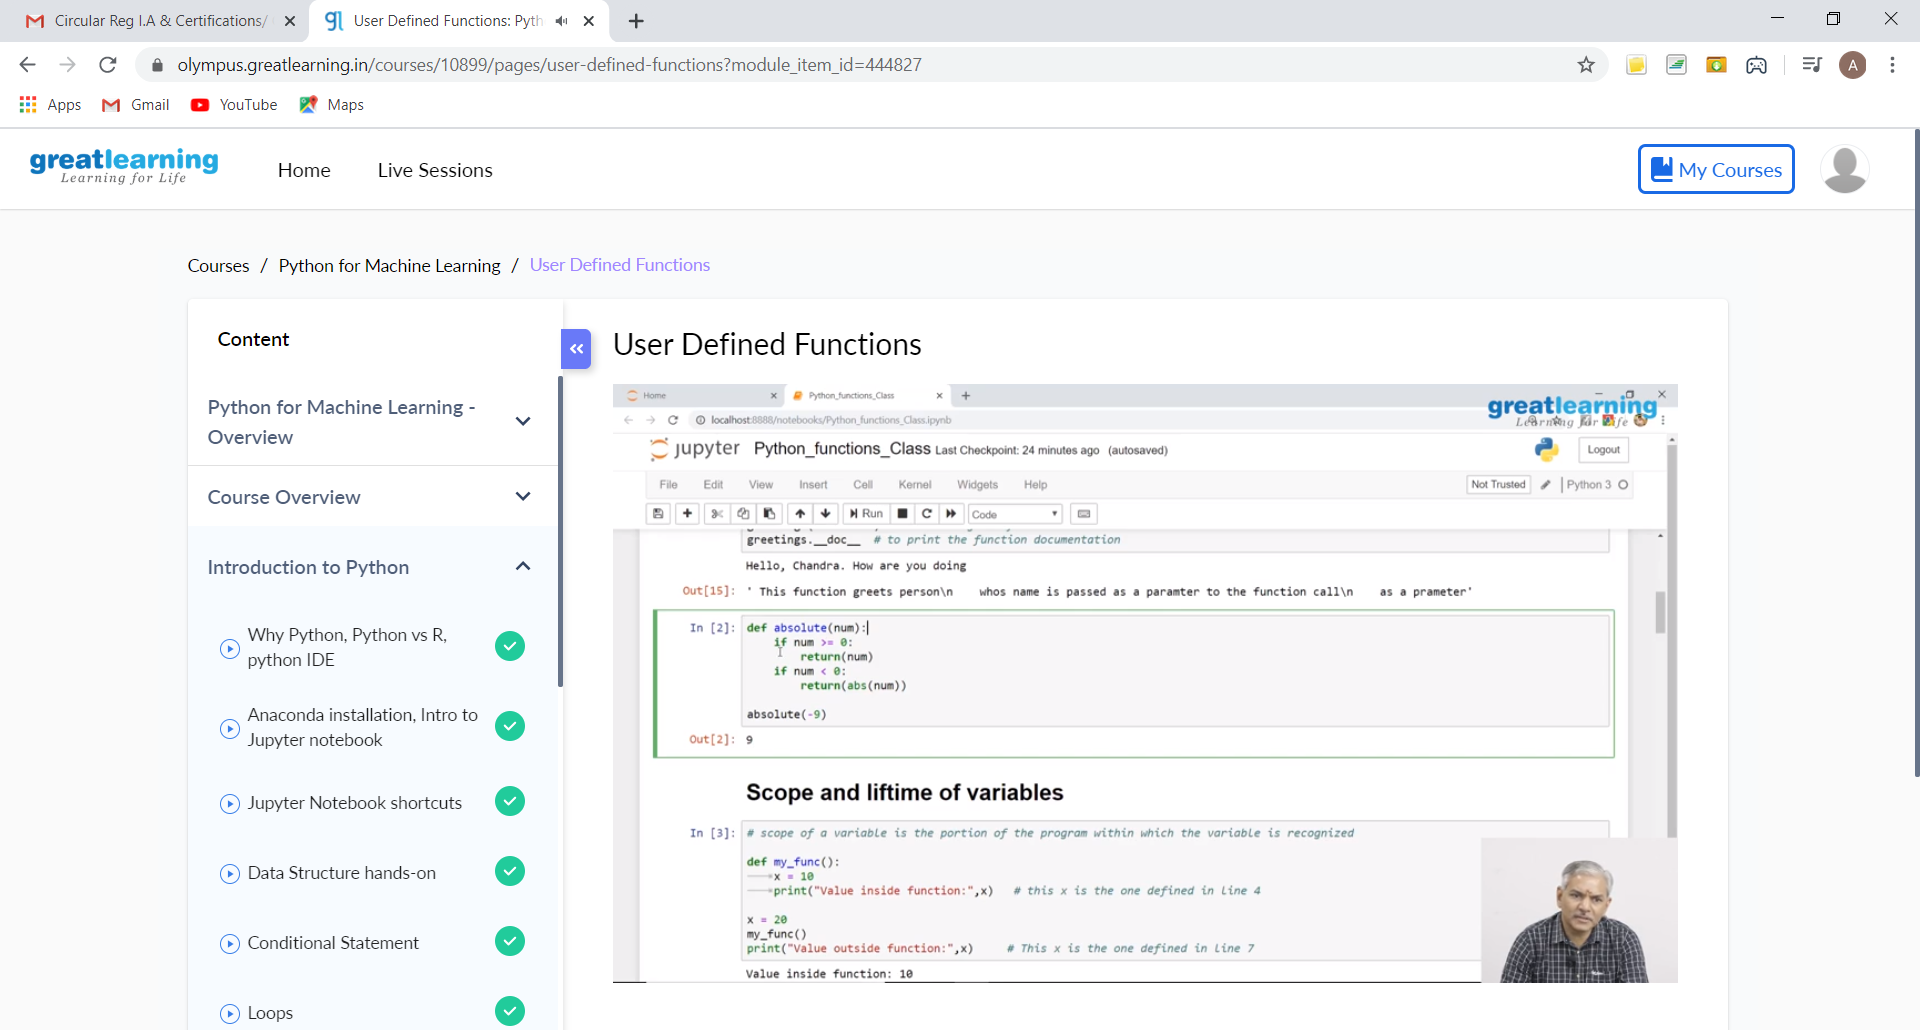 Circular Reg I.A & Certifications/
User Defined Functions: Pyth
olympus.greatlearning.in/courses/10899/pages/user-defined-functions?module_item_id=444827
A
Apps
Gmail
YouTube
Maps
greatlearning
Learning for Life
Home
Live Sessions
My Courses
Courses / Python for Machine Learning / User Defined Functions
Content
Python for Machine Learning -
Overview
Course Overview
Introduction to Python
Why Python, Python vs R,
python IDE
Anaconda installation, Intro to
Jupyter notebook
Jupyter Notebook shortcuts
Data Structure hands-on
Conditional Statement
Loops
User Defined Functions
Home
Python_functions_Class
localhost:8888/notebooks/Python_functions_Class.ipynb
greatlearning
Learning for Life
jupyter Python_functions_Class Last Checkpoint: 24 minutes ago (autosaved)
Logout
File Edit View Insert Cell Kernel Widgets Help
Not Trusted
Python 3
Run
Code
greetings.__doc__ # to print the function documentation
Hello, Chandra. How are you doing
Out[15]: ' This function greets person\n whos name is passed as a paramter to the function call\n as a prameter'
In [2]: def absolute(num):
if num >= 0:
return(num)
if num < 0:
return(abs(num))
absolute(-9)
Out[2]: 9
Scope and liftime of variables
In [3]: # scope of a variable is the portion of the program within which the variable is recognized
def my_func():
x = 10
print("Value inside function:",x) # this x is the one defined in line 4
x = 20
my_func()
print("Value outside function:",x) # This x is the one defined in line 7
Value inside function: 10